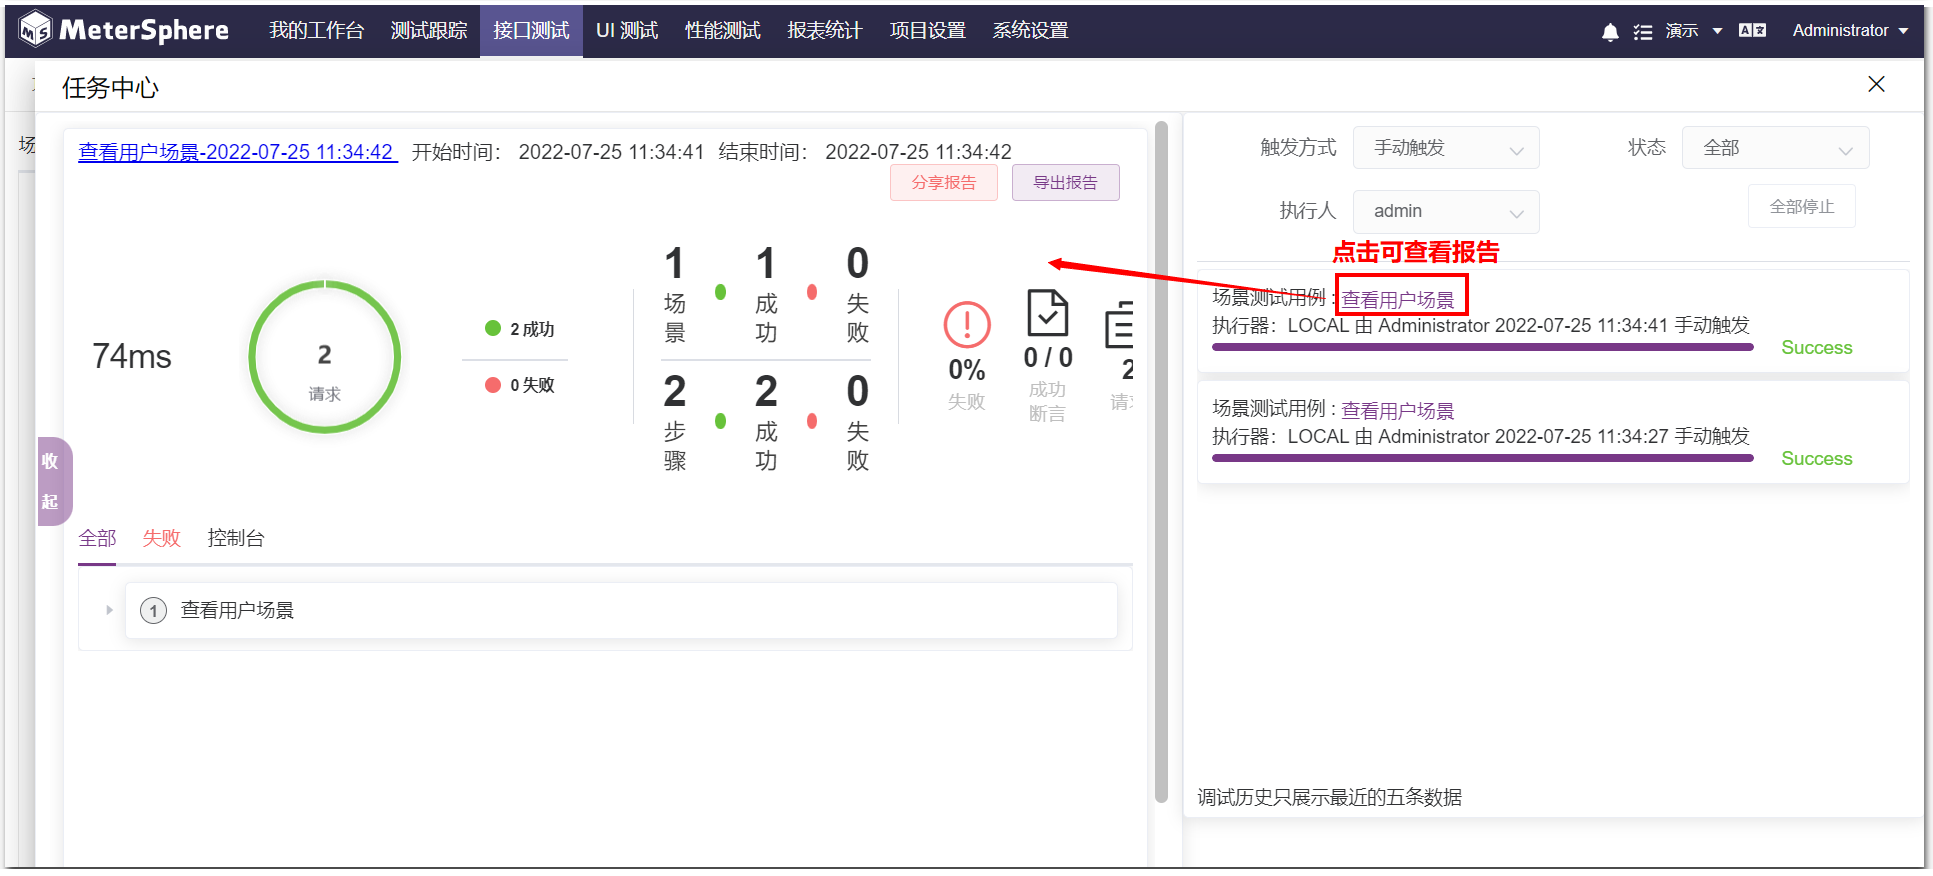 MeterSphere 我的工作台 测试跟踪 接口测试 UI 测试 性能测试 报表统计 项目设置 系统设置 演示 Administrator
任务中心
场
查看用户场景-2022-07-25 11:34:42 开始时间： 2022-07-25 11:34:41 结束时间： 2022-07-25 11:34:42
分享报告 导出报告
74ms
2
请求
2 成功
0 失败
1 场景
1 成功
0 失败
2 步骤
2 成功
0 失败
0%
失败
0 / 0
成功
断言
2
请
收起
全部 失败 控制台
1 查看用户场景
触发方式 手动触发 状态 全部
执行人 admin 全部停止
点击可查看报告
场景测试用例 : 查看用户场景
执行器：LOCAL 由 Administrator 2022-07-25 11:34:41 手动触发
Success
场景测试用例 : 查看用户场景
执行器：LOCAL 由 Administrator 2022-07-25 11:34:27 手动触发
Success
调试历史只展示最近的五条数据